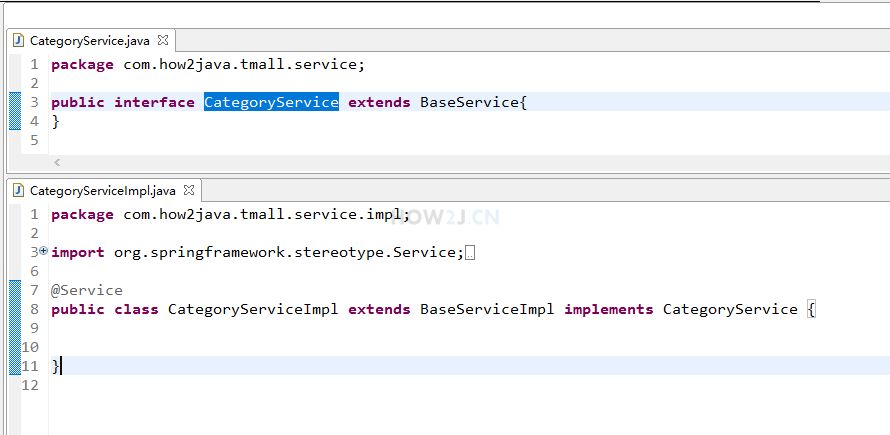 CategoryService.java
1 package com.how2java.tmall.service;
2
3 public interface CategoryService extends BaseService{
4 }
5
CategoryServiceImpl.java
1 package com.how2java.tmall.service.impl;
HOW2J.CN
2
3 import org.springframework.stereotype.Service;
6
7 @Service
8 public class CategoryServiceImpl extends BaseServiceImpl implements CategoryService {
9
10
11 }
12